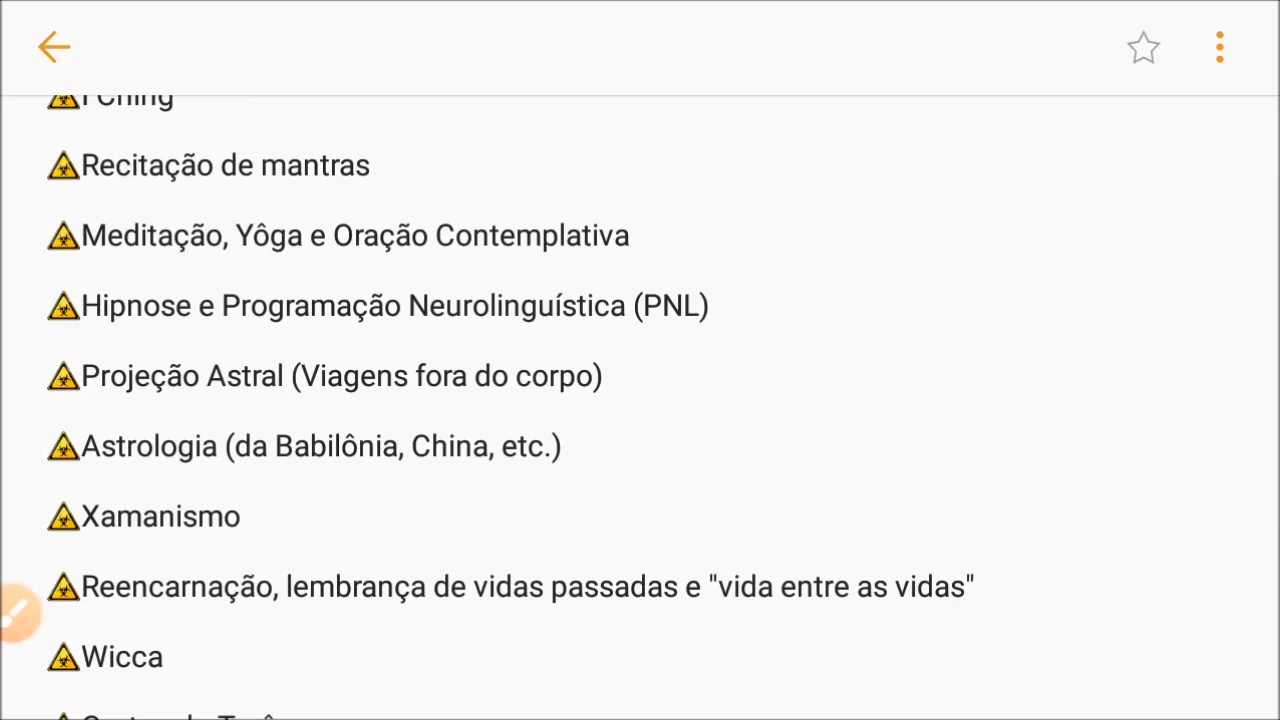 I Ching
Recitação de mantras
Meditação, Yôga e Oração Contemplativa
Hipnose e Programação Neurolinguística (PNL)
Projeção Astral (Viagens fora do corpo)
Astrologia (da Babilônia, China, etc.)
Xamanismo
Reencarnação, lembrança de vidas passadas e "vida entre as vidas"
Wicca